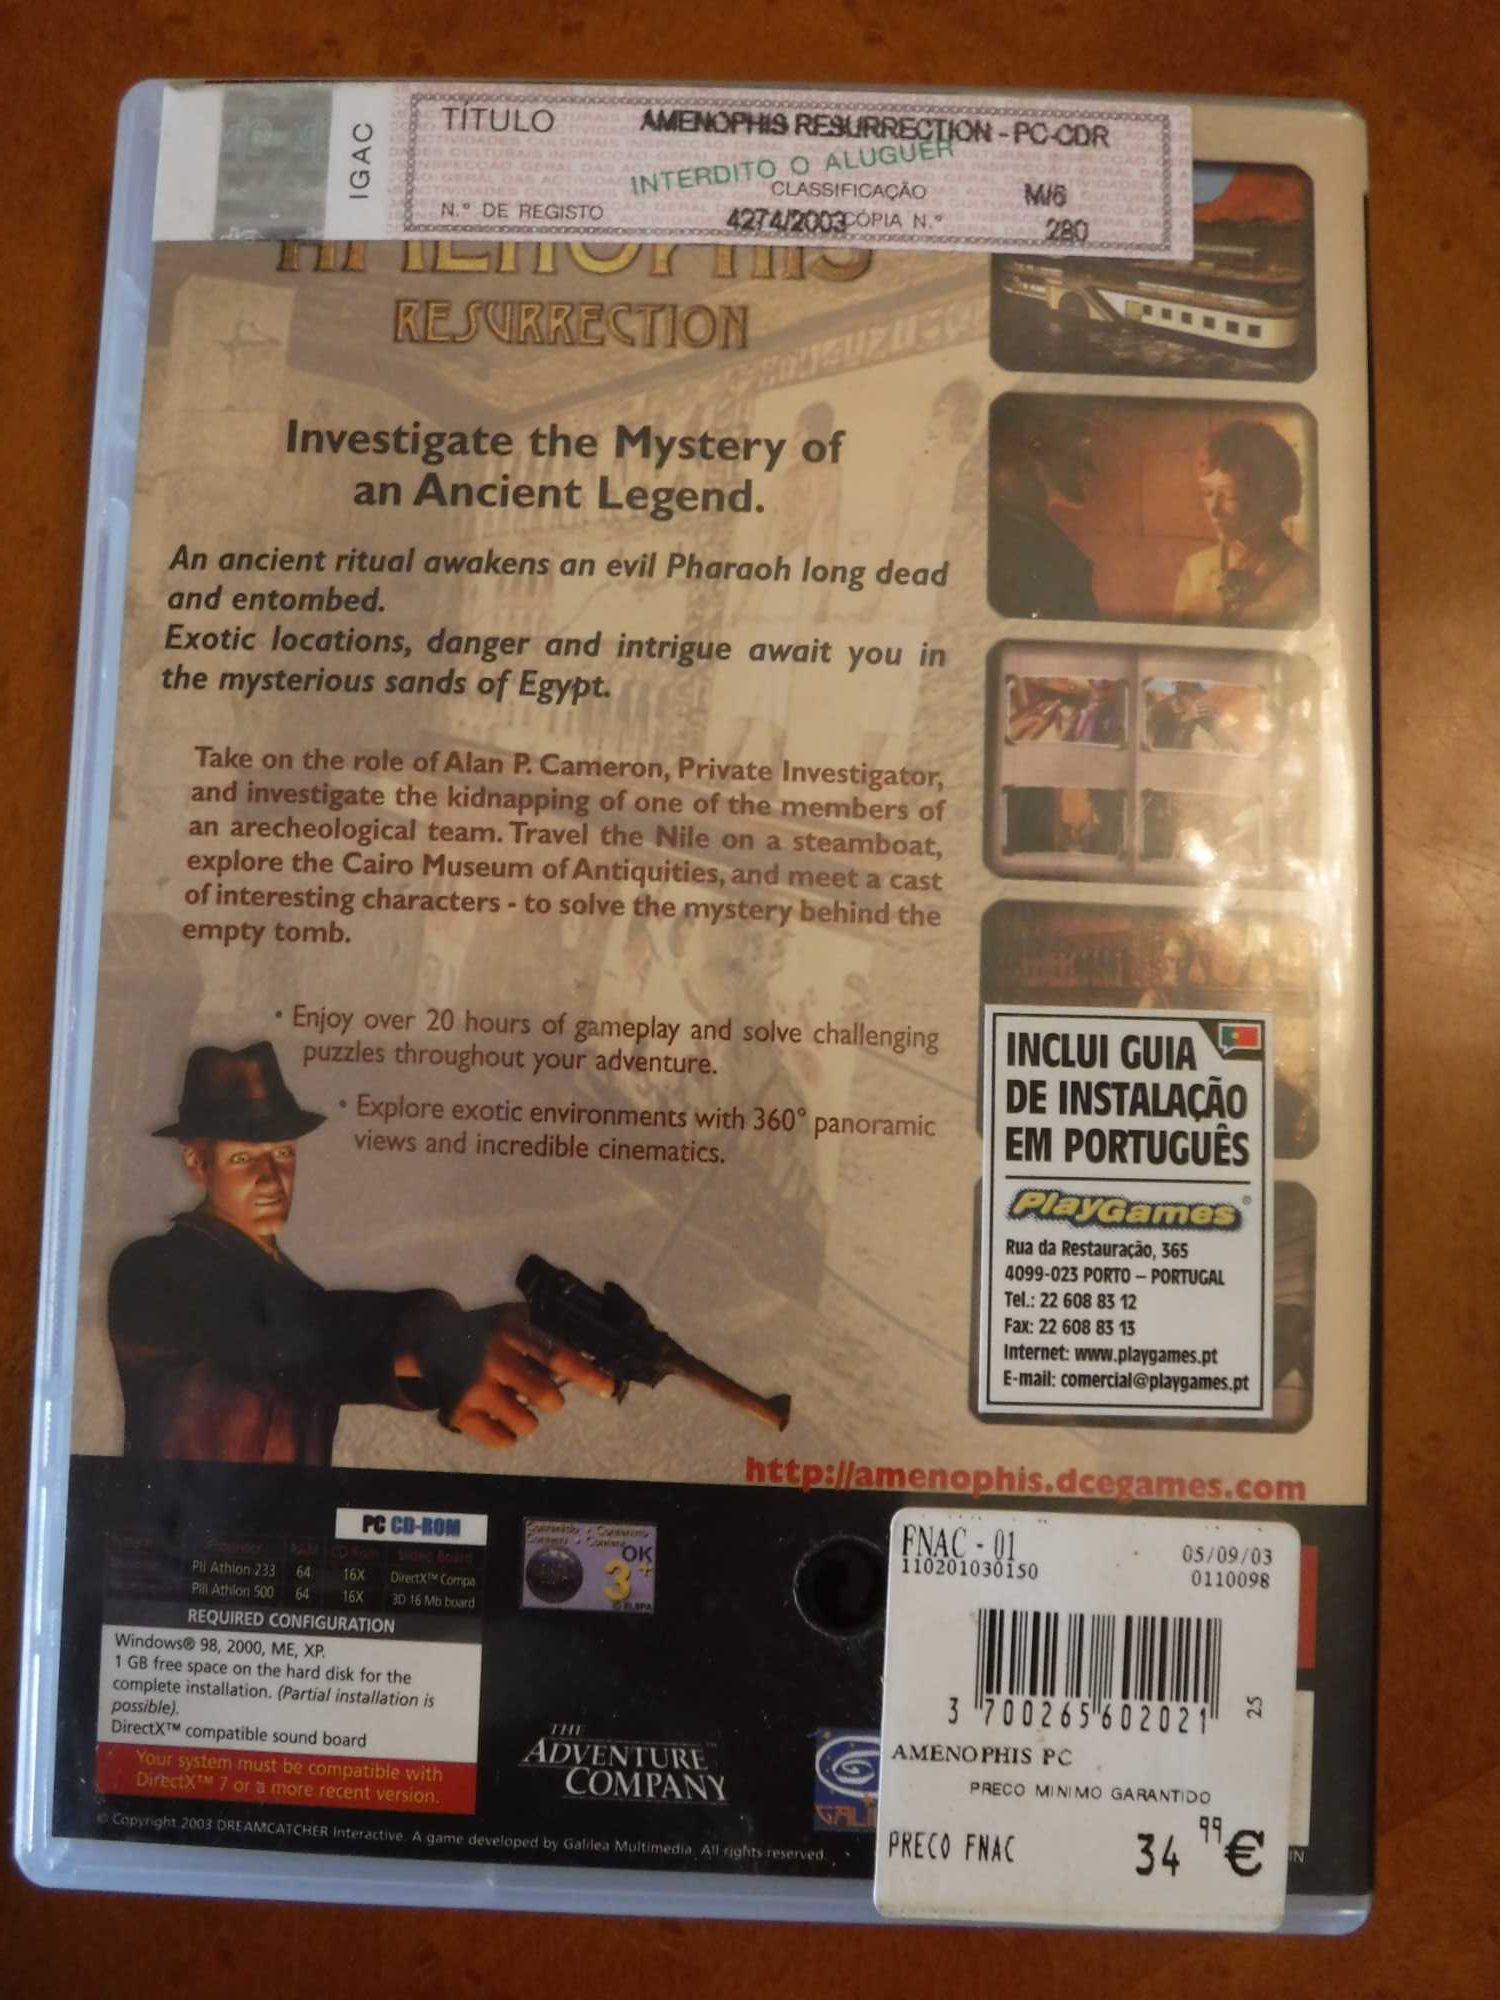 IGAC
TÍTULO AMENOPHIS RESURRECTION - PC-CDR
INTERDITO O ALUGUER
CLASSIFICAÇÃO M/6
N.º DE REGISTO 4274/2003 CÓPIA N.º 280
AMENOPHIS
RESURRECTION
Investigate the Mystery of
an Ancient Legend.
An ancient ritual awakens an evil Pharaoh long dead
and entombed.
Exotic locations, danger and intrigue await you in
the mysterious sands of Egypt.
Take on the role of Alan P. Cameron, Private Investigator,
and investigate the kidnapping of one of the members of
an arecheological team. Travel the Nile on a steamboat,
explore the Cairo Museum of Antiquities, and meet a cast
of interesting characters - to solve the mystery behind the
empty tomb.
• Enjoy over 20 hours of gameplay and solve challenging
puzzles throughout your adventure.
• Explore exotic environments with 360° panoramic
views and incredible cinematics.
INCLUI GUIA
DE INSTALAÇÃO
EM PORTUGUÊS
PlayGames®
Rua da Restauração, 365
4099-023 PORTO – PORTUGAL
Tel.: 22 608 83 12
Fax: 22 608 83 13
Internet: www.playgames.pt
E-mail: comercial@playgames.pt
http://amenophis.dcegames.com
PC CD-ROM
Processor RAM CD-Rom Video Board
PII Athlon 233 64 16X DirectX™ Compa
PIII Athlon 500 64 16X 3D 16 Mb board
REQUIRED CONFIGURATION
Windows® 98, 2000, ME, XP.
1 GB free space on the hard disk for the
complete installation. (Partial installation is
possible).
DirectX™ compatible sound board
Your system must be compatible with
DirectX™ 7 or a more recent version.
OK
3+
© ELSPA
THE
ADVENTURE
COMPANY
FNAC - 01 05/09/03
110201030150 0110098
3 700265 602021
25
AMENOPHIS PC
PRECO MINIMO GARANTIDO
PRECO FNAC 34 99 €
© Copyright 2003 DREAMCATCHER Interactive. A game developed by Galilea Multimedia. All rights reserved.